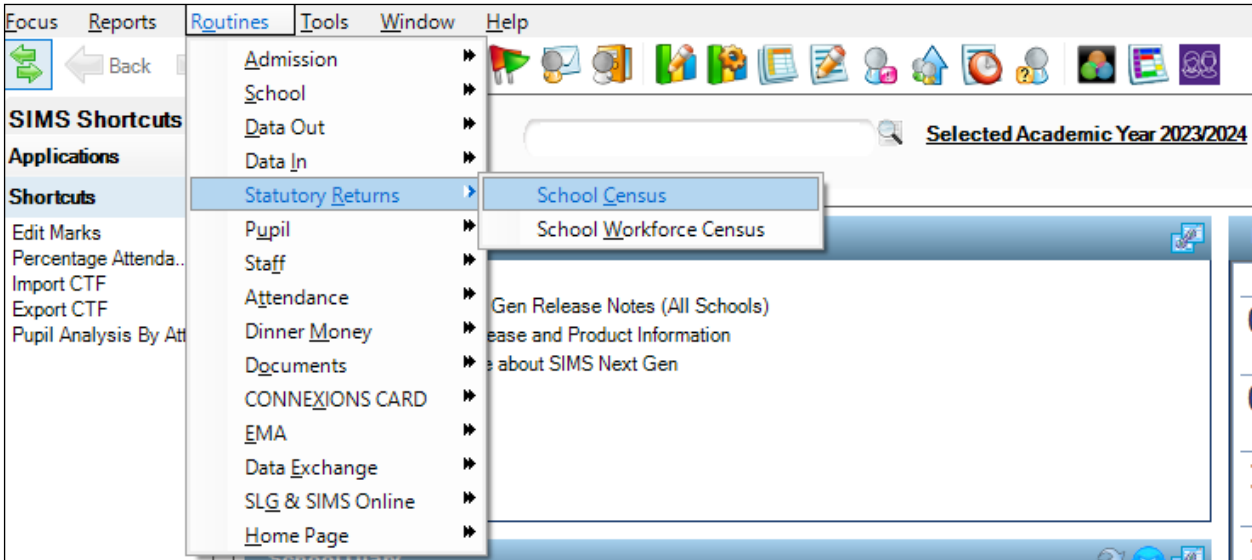 Focus Reports Routines Tools Window Help
Back
SIMS Shortcuts
Applications
Shortcuts
Edit Marks
Percentage Attenda..
Import CTF
Export CTF
Pupil Analysis By Att
Admission
School
Data Out
Data In
Statutory Returns
Pupil
Staff
Attendance
Dinner Money
Documents
CONNEXIONS CARD
EMA
Data Exchange
SLG & SIMS Online
Home Page
School Census
School Workforce Census
Selected Academic Year 2023/2024
Gen Release Notes (All Schools)
ease and Product Information
about SIMS Next Gen